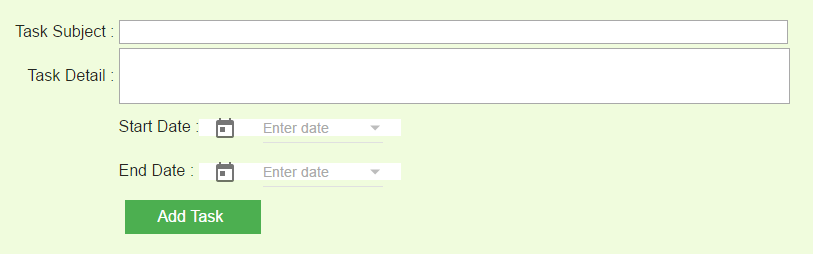 Task Subject :
Task Detail :
Start Date : Enter date
End Date : Enter date
Add Task